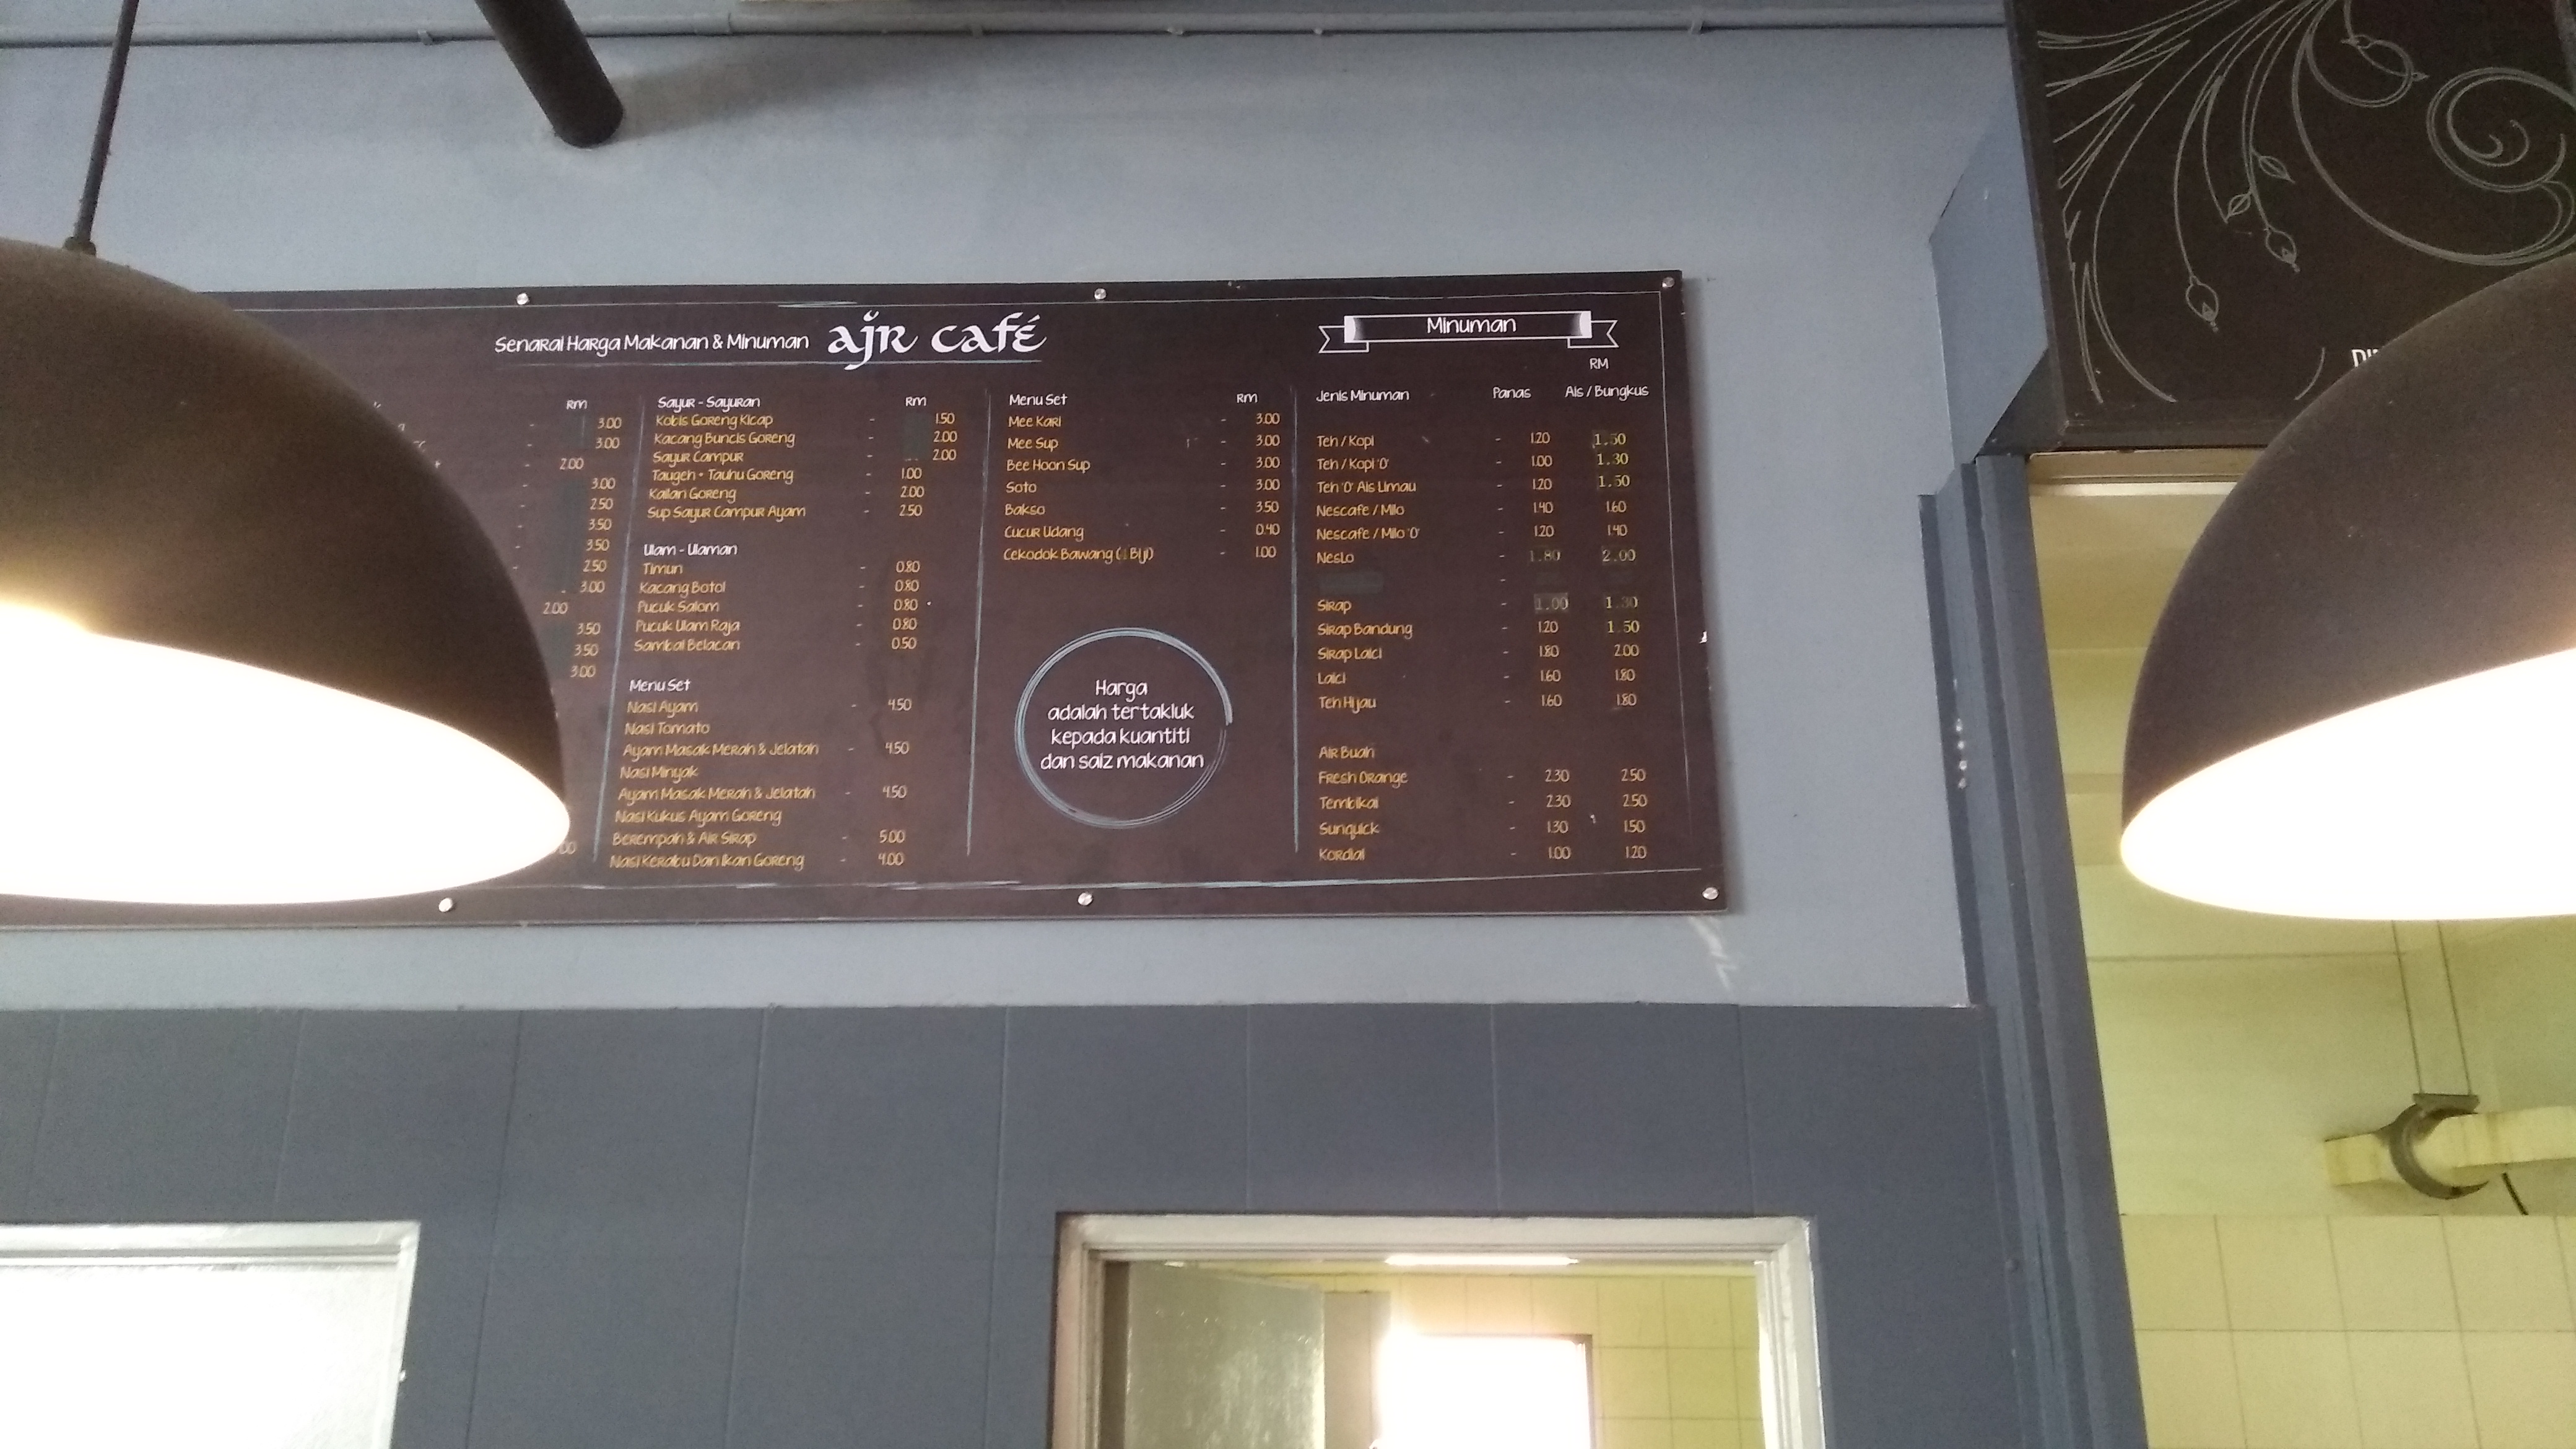 Senarai Harga Makanan & Minuman ajr café
RM
- 3.00
- 3.00
- 2.00
3.00
- 2.50
- 3.50
- 3.50
- 2.50
- 3.00
2.00
3.50
3.50
3.00
Sayur - Sayuran RM
Kobis Goreng Kicap - 1.50
Kacang Buncis Goreng - 2.00
Sayur Campur - 2.00
Taugeh + Tauhu Goreng - 1.00
Kailan Goreng - 2.00
Sup Sayur Campur Ayam - 2.50
Ulam - Ulaman
Timun - 0.80
Kacang Botol - 0.80
Pucuk Salom - 0.80
Pucuk Ulam Raja - 0.80
Sambal Belacan - 0.50
Menu Set
Nasi Ayam - 4.50
Nasi Tomato
Ayam Masak Merah & Jelatah - 4.50
Nasi Minyak
Ayam Masak Merah & Jelatah - 4.50
Nasi Kukus Ayam Goreng
Berempah & Air Sirap - 5.00
Nasi Kerabu Dan Ikan Goreng - 4.00
Menu Set RM
Mee Kari - 3.00
Mee Sup - 3.00
Bee Hoon Sup - 3.00
Soto - 3.00
Bakso - 3.50
Cucur Udang - 0.40
Cekodok Bawang ( Biji) - 1.00
Harga
adalah tertakluk
kepada kuantiti
dan saiz makanan
Minuman
RM
Jenis Minuman Panas Ais / Bungkus
Teh / Kopi - 1.20 1.50
Teh / Kopi 'O' - 1.00 1.30
Teh 'O' Ais Limau - 1.20 1.50
Nescafe / Milo - 1.40 1.60
Nescafe / Milo 'O' - 1.20 1.40
Neslo - 1.80 2.00
-
Sirap - 1.00 1.30
Sirap Bandung - 1.20 1.50
Sirap Laici - 1.80 2.00
Laici - 1.60 1.80
Teh Hijau - 1.60 1.80
Air Buah
Fresh Orange - 2.30 2.50
Tembikai - 2.30 2.50
Sunquick - 1.30 1.50
Kordial - 1.00 1.20